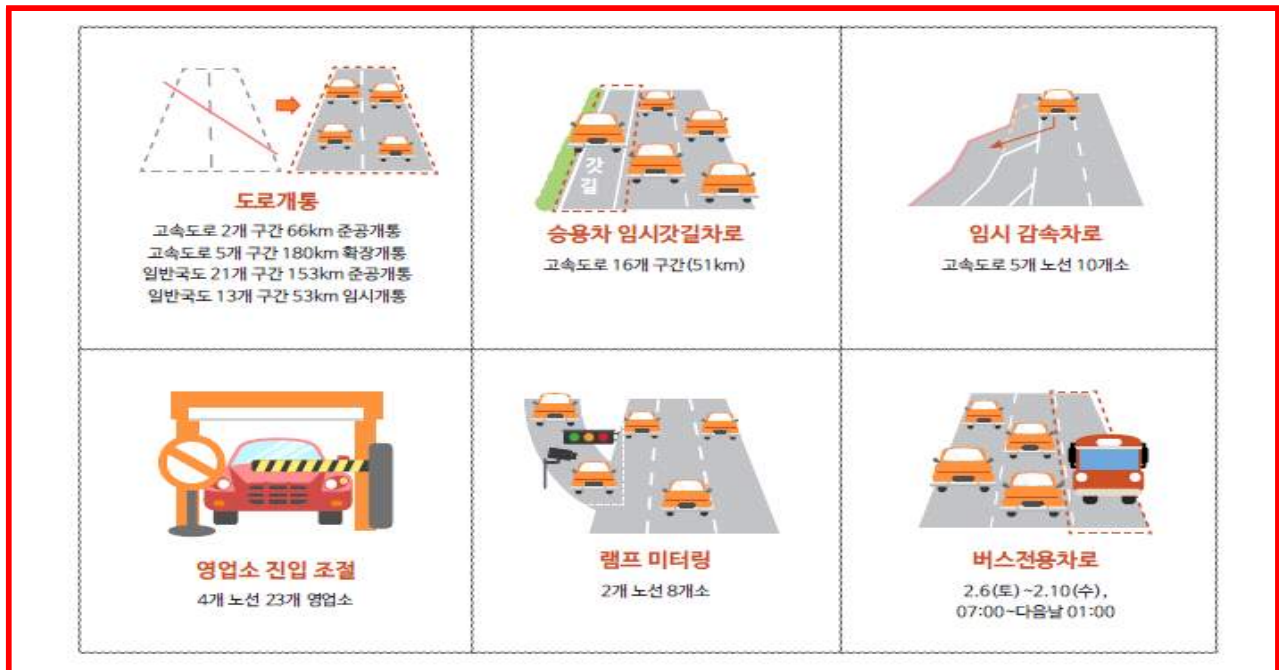 도로개통
고속도로 2개 구간 66km 준공개통
고속도로 5개 구간 180km 확장개통
일반국도 21개 구간 153km 준공개통
일반국도 13개 구간 53km 임시개통
갓길
승용차 임시갓길차로
고속도로 16개 구간(51km)
임시 감속차로
고속도로 5개 노선 10개소
영업소 진입 조절
4개 노선 23개 영업소
램프 미터링
2개 노선 8개소
버스전용차로
2.6(토)~2.10(수),
07:00~다음날 01:00